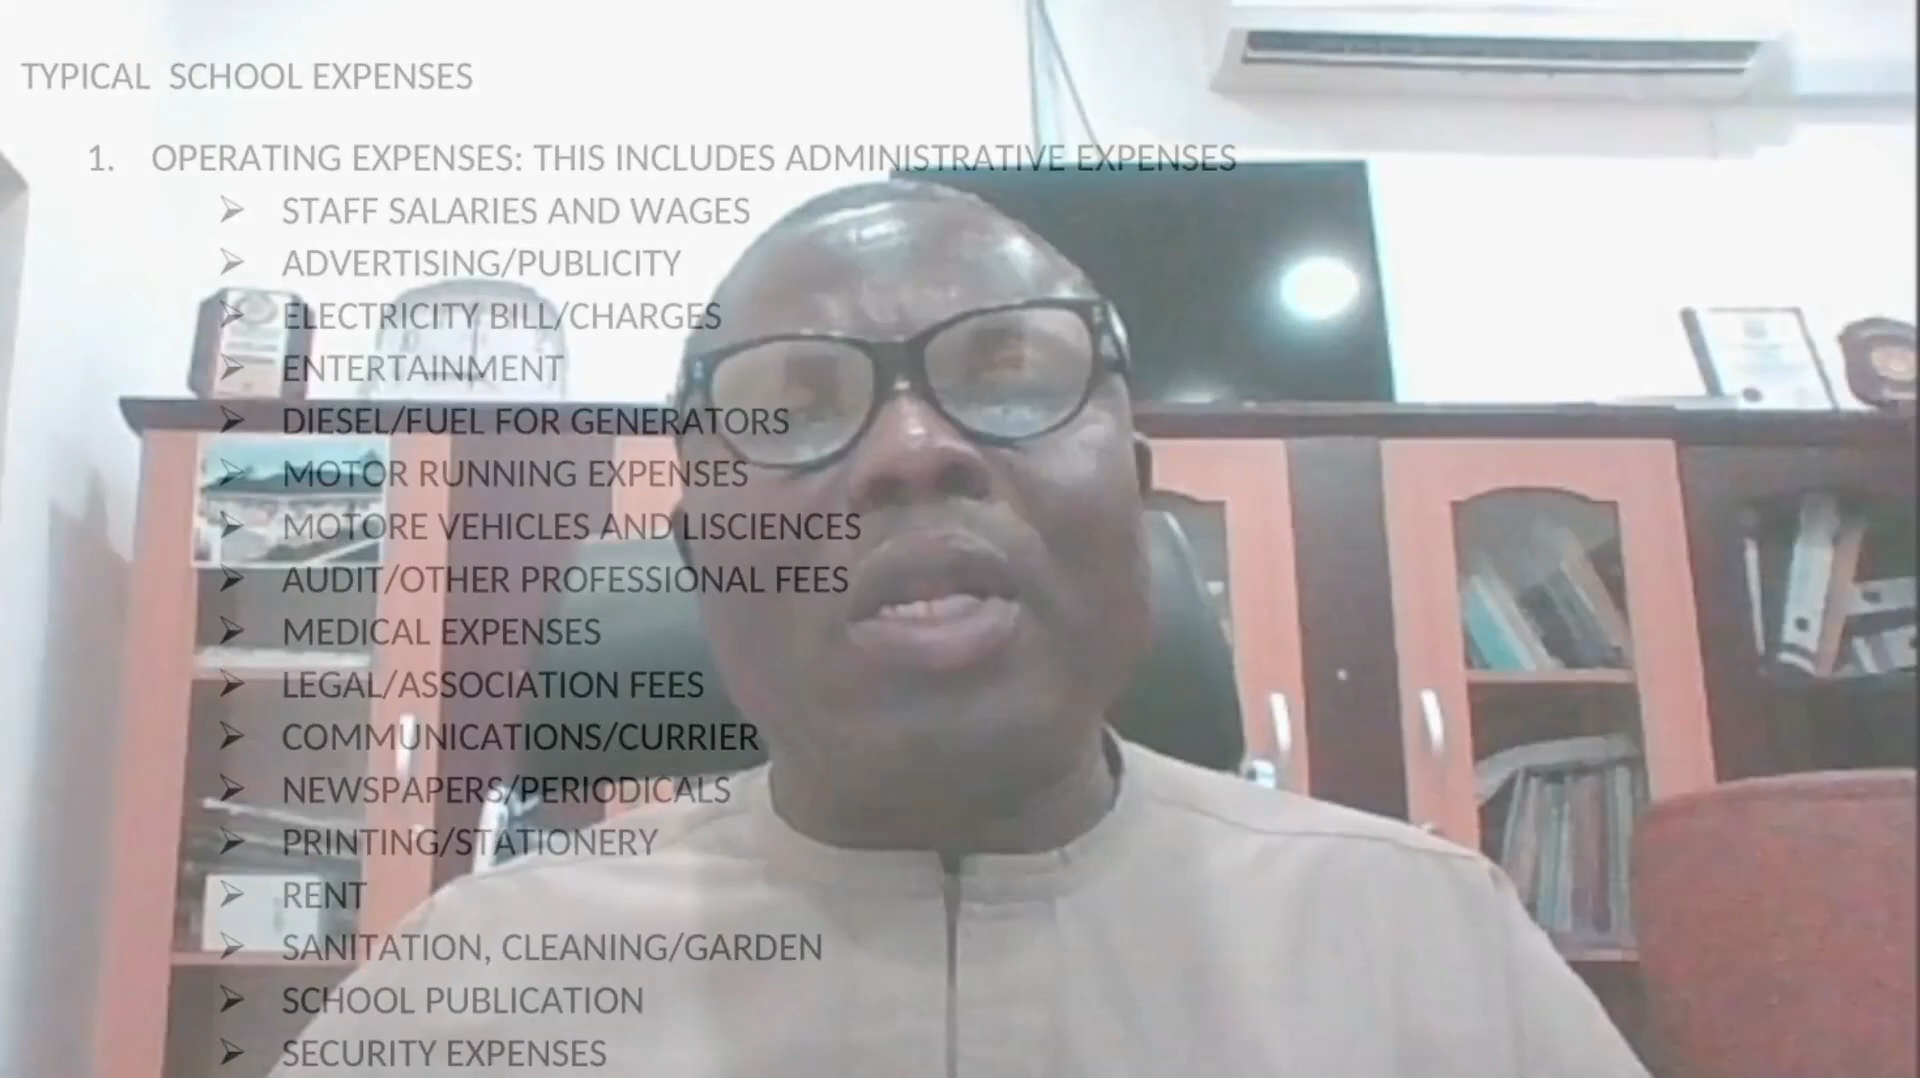 TYPICAL SCHOOL EXPENSES
1. OPERATING EXPENSES: THIS INCLUDES ADMINISTRATIVE EXPENSES
➢ STAFF SALARIES AND WAGES
➢ ADVERTISING/PUBLICITY
➢ ELECTRICITY BILL/CHARGES
➢ ENTERTAINMENT
➢ DIESEL/FUEL FOR GENERATORS
➢ MOTOR RUNNING EXPENSES
➢ MOTORE VEHICLES AND LISCIENCES
➢ AUDIT/OTHER PROFESSIONAL FEES
➢ MEDICAL EXPENSES
➢ LEGAL/ASSOCIATION FEES
➢ COMMUNICATIONS/CURRIER
➢ NEWSPAPERS/PERIODICALS
➢ PRINTING/STATIONERY
➢ RENT
➢ SANITATION, CLEANING/GARDEN
➢ SCHOOL PUBLICATION
➢ SECURITY EXPENSES